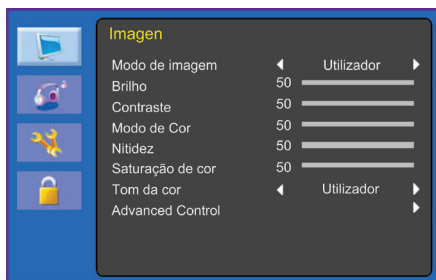 Imagen
Modo de imagem Utilizador
Brilho 50
Contraste 50
Modo de Cor 50
Nitidez 50
Saturação de cor 50
Tom da cor Utilizador
Advanced Control